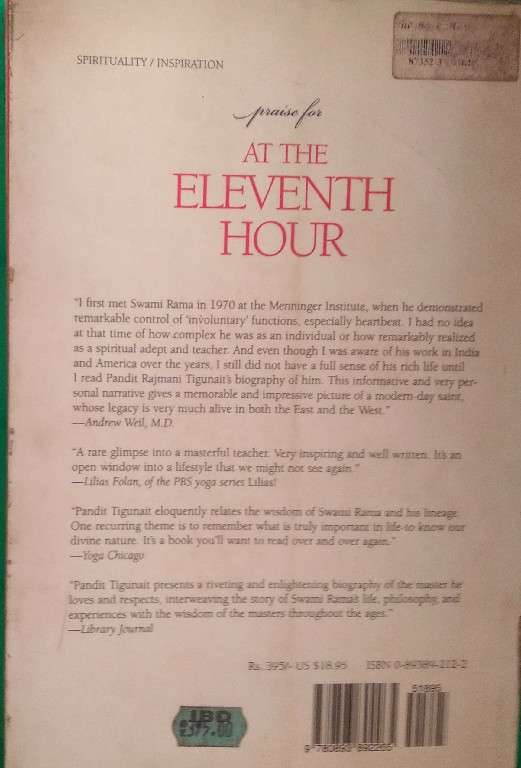 SPIRITUALITY / INSPIRATION
praise for
AT THE
ELEVENTH
HOUR
"I first met Swami Rama in 1970 at the Menninger Institute, when he demonstrated
remarkable control of 'involuntary' functions, especially heartbeat. I had no idea
at that time of how complex he was as an individual or how remarkably realized
as a spiritual adept and teacher. And even though I was aware of his work in India
and America over the years, I still did not have a full sense of his rich life until
I read Pandit Rajmani Tigunait's biography of him. This informative and very per-
sonal narrative gives a memorable and impressive picture of a modern-day saint,
whose legacy is very much alive in both the East and the West."
—Andrew Weil, M.D.
"A rare glimpse into a masterful teacher. Very inspiring and well written. It's an
open window into a lifestyle that we might not see again."
—Lilias Folan, of the PBS yoga series Lilias!
"Pandit Tigunait eloquently relates the wisdom of Swami Rama and his lineage.
One recurring theme is to remember what is truly important in life-to know our
divine nature. It's a book you'll want to read over and over again."
—Yoga Chicago
"Pandit Tigunait presents a riveting and enlightening biography of the master he
loves and respects, interweaving the story of Swami Rama's life, philosophy, and
experiences with the wisdom of the masters throughout the ages."
—Library Journal
Rs. 395/- US $18.95 ISBN 0-89389-212-2
51895
IBD